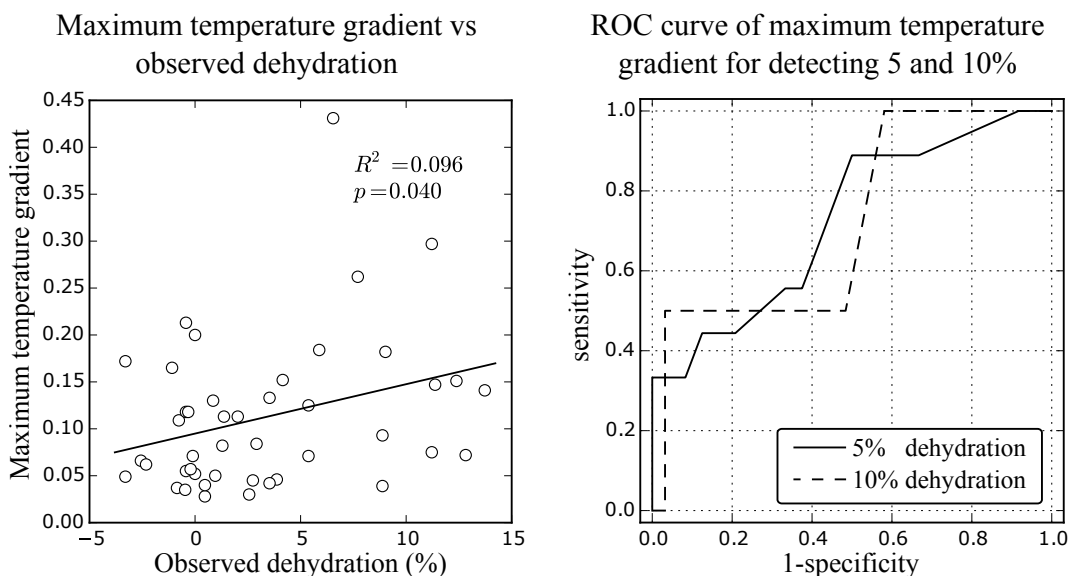 Maximum temperature gradient vs
observed dehydration
0.45
0.40
0.35
0.30
0.25
0.20
0.15
0.10
0.05
0.00
−5 0 5 10 15
Maximum temperature gradient
Observed dehydration (%)
R² =0.096
p=0.040
ROC curve of maximum temperature
gradient for detecting 5 and 10%
1.0
0.8
0.6
0.4
0.2
0.0
0.0 0.2 0.4 0.6 0.8 1.0
sensitivity
1-specificity
5% dehydration
10% dehydration